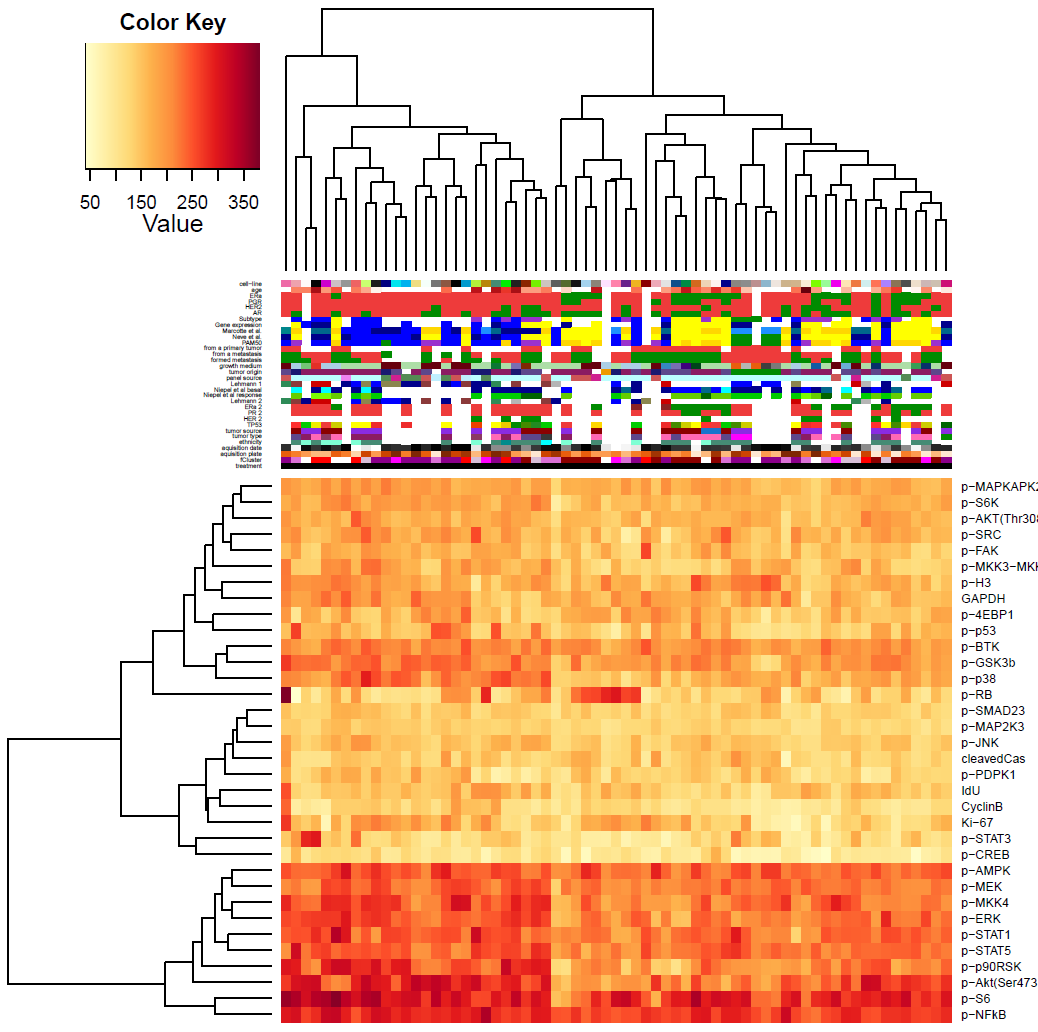 Color Key
50 150 250 350
Value
cell-line
age
ERa
PGR
HER2
AR
Subtype
Gene expression
Marcotte et al.
Neve et al.
PAM50
from a primary tumor
from a metastasis
formed metastasis
growth medium
tumor origin
panel source
Lehmann 1
Niepel et al basal
Niepel et al response
Lehmann 2
ERa 2
PR 2
HER 2
TP53
tumor source
tumor type
ethnicity
aquisition date
aquisition plate
fCluster
treatment
p−MAPKAPK2
p−S6K
p−AKT(Thr308
p−SRC
p−FAK
p−MKK3−MKK
p−H3
GAPDH
p−4EBP1
p−p53
p−BTK
p−GSK3b
p−p38
p−RB
p−SMAD23
p−MAP2K3
p−JNK
cleavedCas
p−PDPK1
IdU
CyclinB
Ki−67
p−STAT3
p−CREB
p−AMPK
p−MEK
p−MKK4
p−ERK
p−STAT1
p−STAT5
p−p90RSK
p−Akt(Ser473
p−S6
p−NFkB